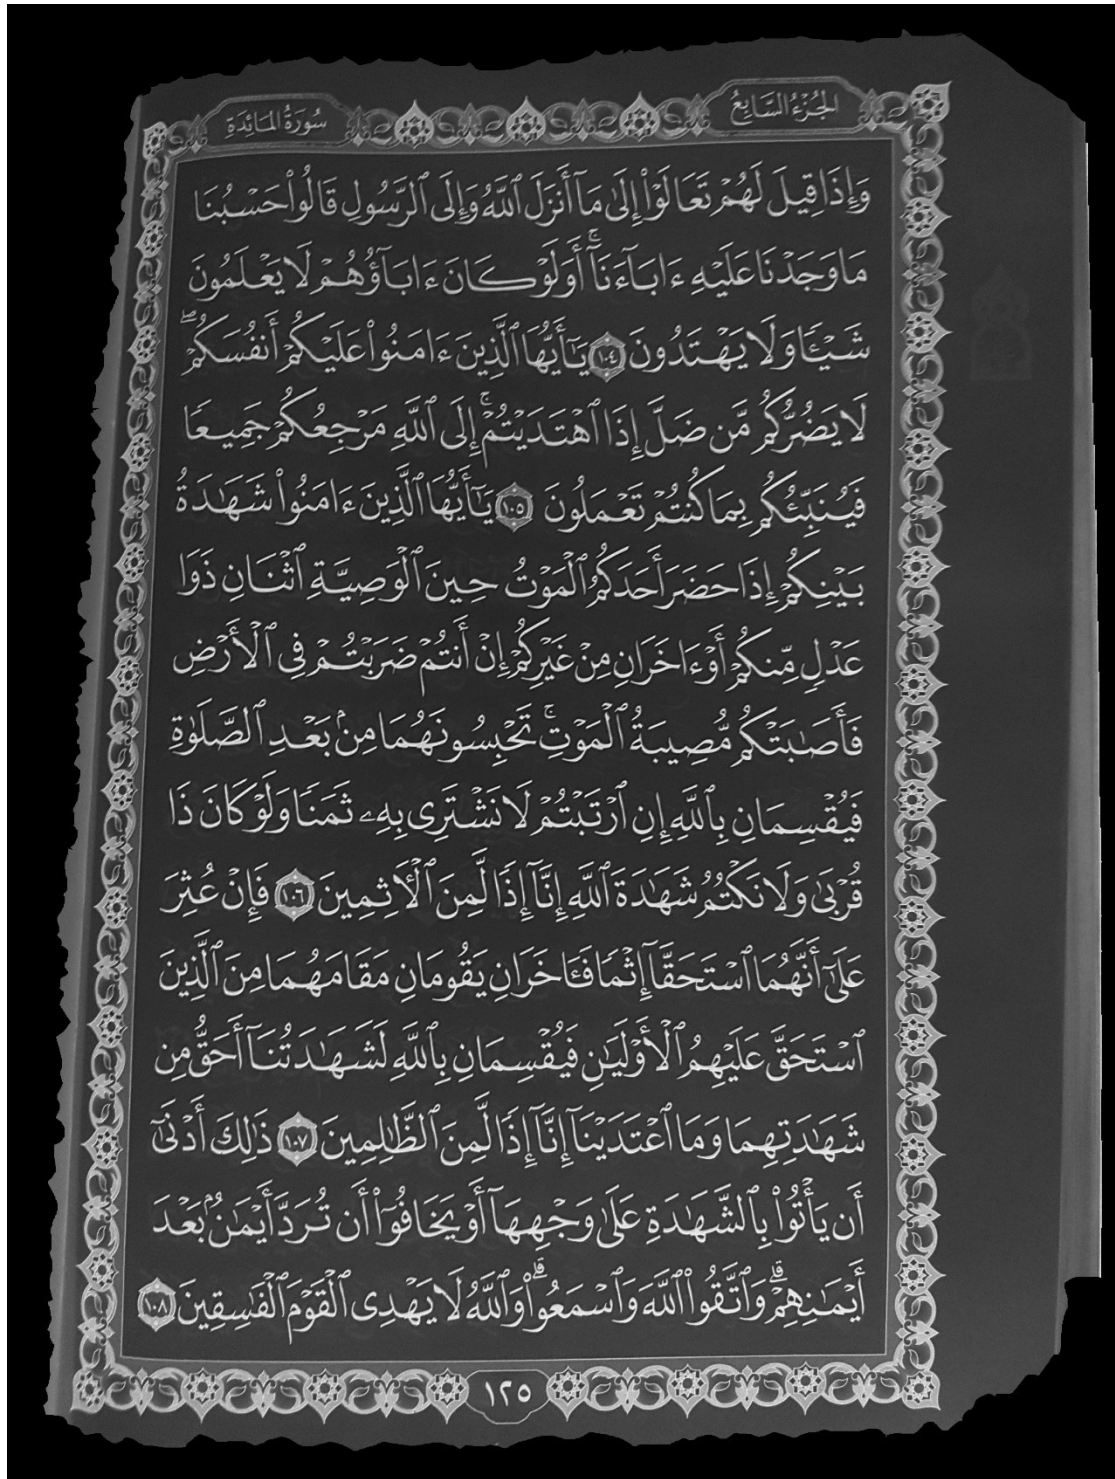 الجُزْءُ السَّابِعُ
سُورَةُ المَائِدَةِ
وَإِذَا قِيلَ لَهُمْ تَعَالَوْا۟ إِلَىٰ مَآ أَنزَلَ ٱللَّهُ وَإِلَى ٱلرَّسُولِ قَالُوا۟ حَسْبُنَا
مَا وَجَدْنَا عَلَيْهِ ءَابَآءَنَآ ۚ أَوَلَوْ كَانَ ءَابَآؤُهُمْ لَا يَعْلَمُونَ
شَيْـًٔا وَلَا يَهْتَدُونَ ١٠٤ يَـٰٓأَيُّهَا ٱلَّذِينَ ءَامَنُوا۟ عَلَيْكُمْ أَنفُسَكُمْ ۖ
لَا يَضُرُّكُم مَّن ضَلَّ إِذَا ٱهْتَدَيْتُمْ ۚ إِلَى ٱللَّهِ مَرْجِعُكُمْ جَمِيعًا
فَيُنَبِّئُكُم بِمَا كُنتُمْ تَعْمَلُونَ ١٠٥ يَـٰٓأَيُّهَا ٱلَّذِينَ ءَامَنُوا۟ شَهَـٰدَةُ
بَيْنِكُمْ إِذَا حَضَرَ أَحَدَكُمُ ٱلْمَوْتُ حِينَ ٱلْوَصِيَّةِ ٱثْنَانِ ذَوَا
عَدْلٍ مِّنكُمْ أَوْ ءَاخَرَانِ مِنْ غَيْرِكُمْ إِنْ أَنتُمْ ضَرَبْتُمْ فِى ٱلْأَرْضِ
فَأَصَـٰبَتْكُم مُّصِيبَةُ ٱلْمَوْتِ ۚ تَحْبِسُونَهُمَا مِنۢ بَعْدِ ٱلصَّلَوٰةِ
فَيُقْسِمَانِ بِٱللَّهِ إِنِ ٱرْتَبْتُمْ لَا نَشْتَرِى بِهِۦ ثَمَنًا وَلَوْ كَانَ ذَا
قُرْبَىٰ ۙ وَلَا نَكْتُمُ شَهَـٰدَةَ ٱللَّهِ إِنَّآ إِذًا لَّمِنَ ٱلْـَٔاثِمِينَ ١٠٦ فَإِنْ عُثِرَ
عَلَىٰٓ أَنَّهُمَا ٱسْتَحَقَّآ إِثْمًا فَـَٔاخَرَانِ يَقُومَانِ مَقَامَهُمَا مِنَ ٱلَّذِينَ
ٱسْتَحَقَّ عَلَيْهِمُ ٱلْأَوْلَيَـٰنِ فَيُقْسِمَانِ بِٱللَّهِ لَشَهَـٰدَتُنَآ أَحَقُّ مِن
شَهَـٰدَتِهِمَا وَمَا ٱعْتَدَيْنَآ إِنَّآ إِذًا لَّمِنَ ٱلظَّـٰلِمِينَ ١٠٧ ذَٰلِكَ أَدْنَىٰٓ
أَن يَأْتُوا۟ بِٱلشَّهَـٰدَةِ عَلَىٰ وَجْهِهَآ أَوْ يَخَافُوٓا۟ أَن تُرَدَّ أَيْمَـٰنٌۢ بَعْدَ
أَيْمَـٰنِهِمْ ۗ وَٱتَّقُوا۟ ٱللَّهَ وَٱسْمَعُوا۟ ۗ وَٱللَّهُ لَا يَهْدِى ٱلْقَوْمَ ٱلْفَـٰسِقِينَ ١٠٨
١٢٥